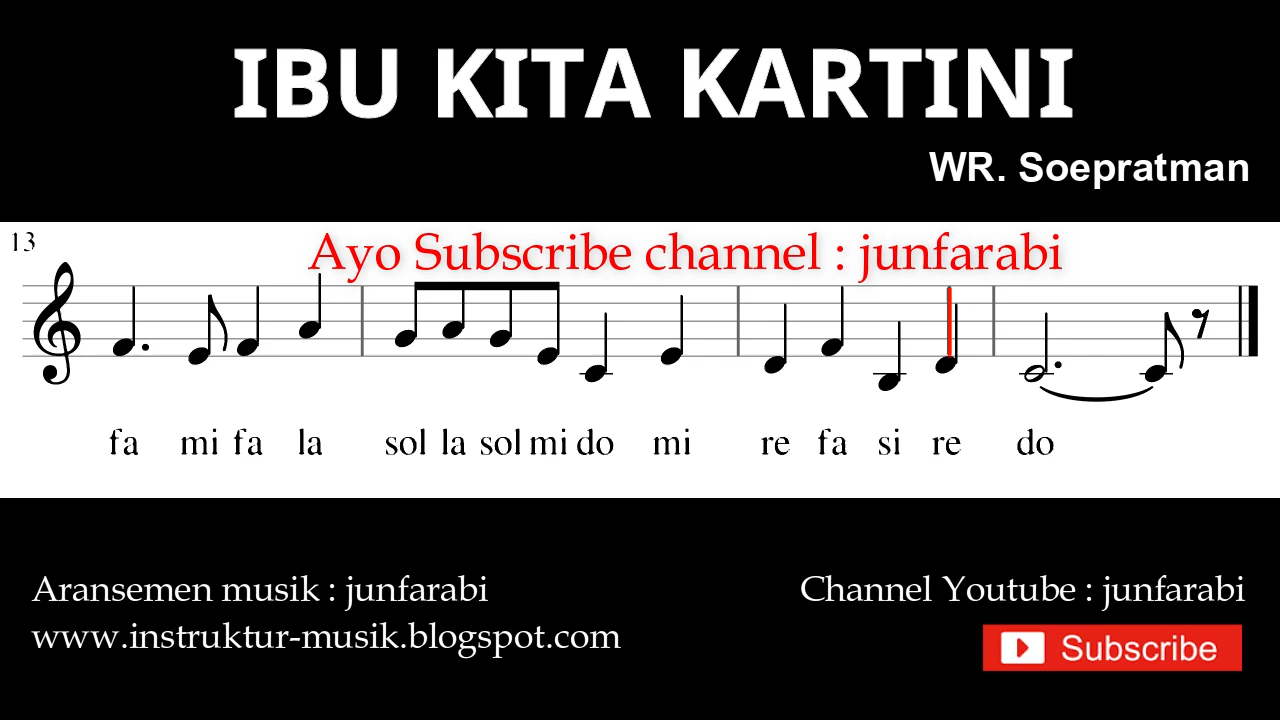 IBU KITA KARTINI
WR. Soepratman
13
Ayo Subscribe channel : junfarabi
fa mi fa la sol la sol mi do mi re fa si re do
Aransemen musik : junfarabi
www.instruktur-musik.blogspot.com
Channel Youtube : junfarabi
Subscribe